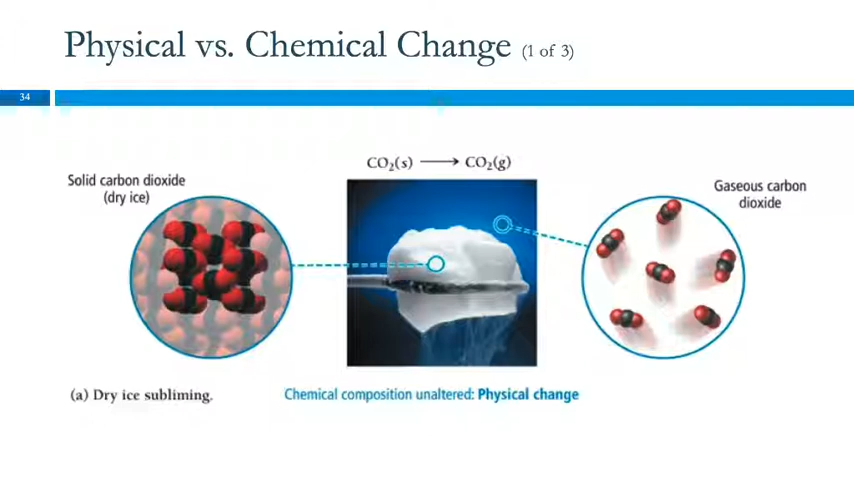 Physical vs. Chemical Change (1 of 3)
34
CO₂(s) ⟶ CO₂(g)
Solid carbon dioxide
(dry ice)
Gaseous carbon
dioxide
(a) Dry ice subliming.
Chemical composition unaltered: Physical change